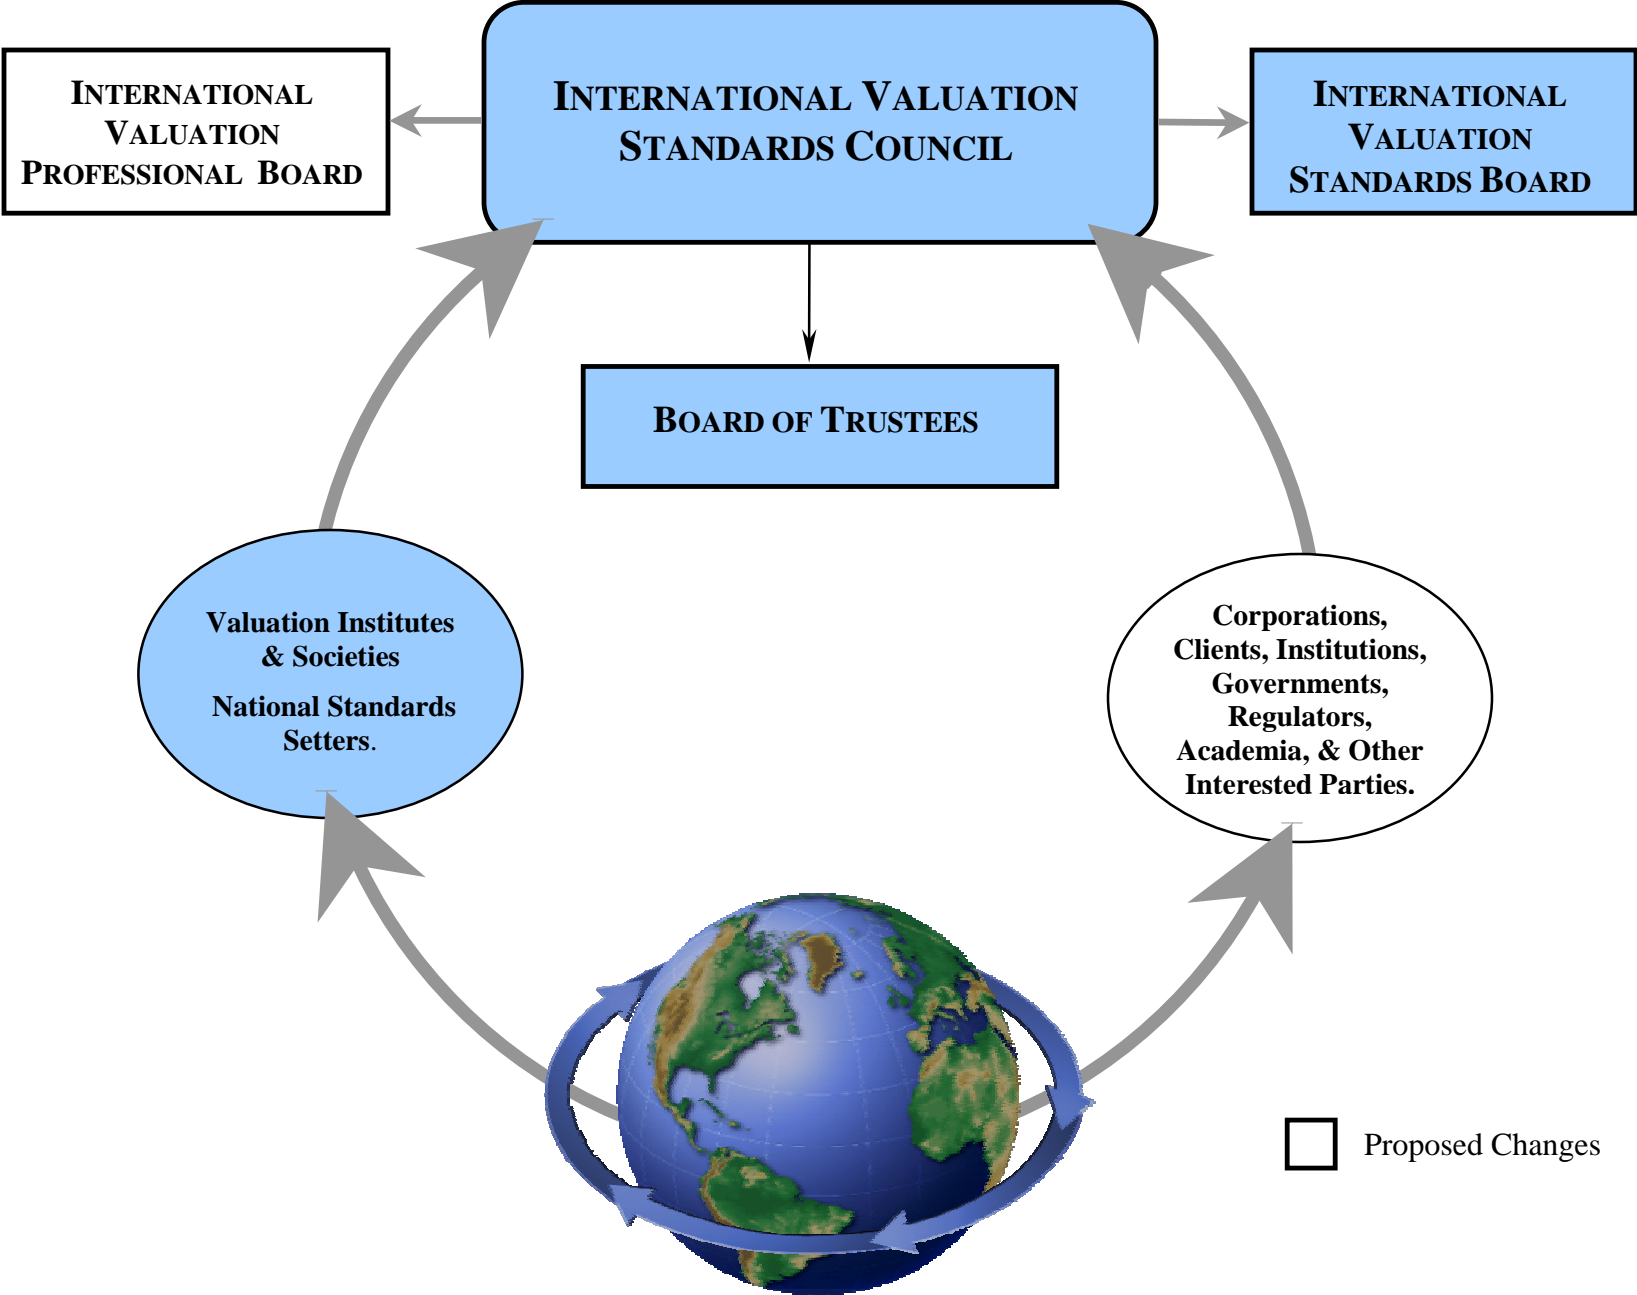 INTERNATIONAL
VALUATION
PROFESSIONAL BOARD
INTERNATIONAL VALUATION
STANDARDS COUNCIL
INTERNATIONAL
VALUATION
STANDARDS BOARD
BOARD OF TRUSTEES
Valuation Institutes
& Societies
National Standards
Setters.
Corporations,
Clients, Institutions,
Governments,
Regulators,
Academia, & Other
Interested Parties.
Proposed Changes